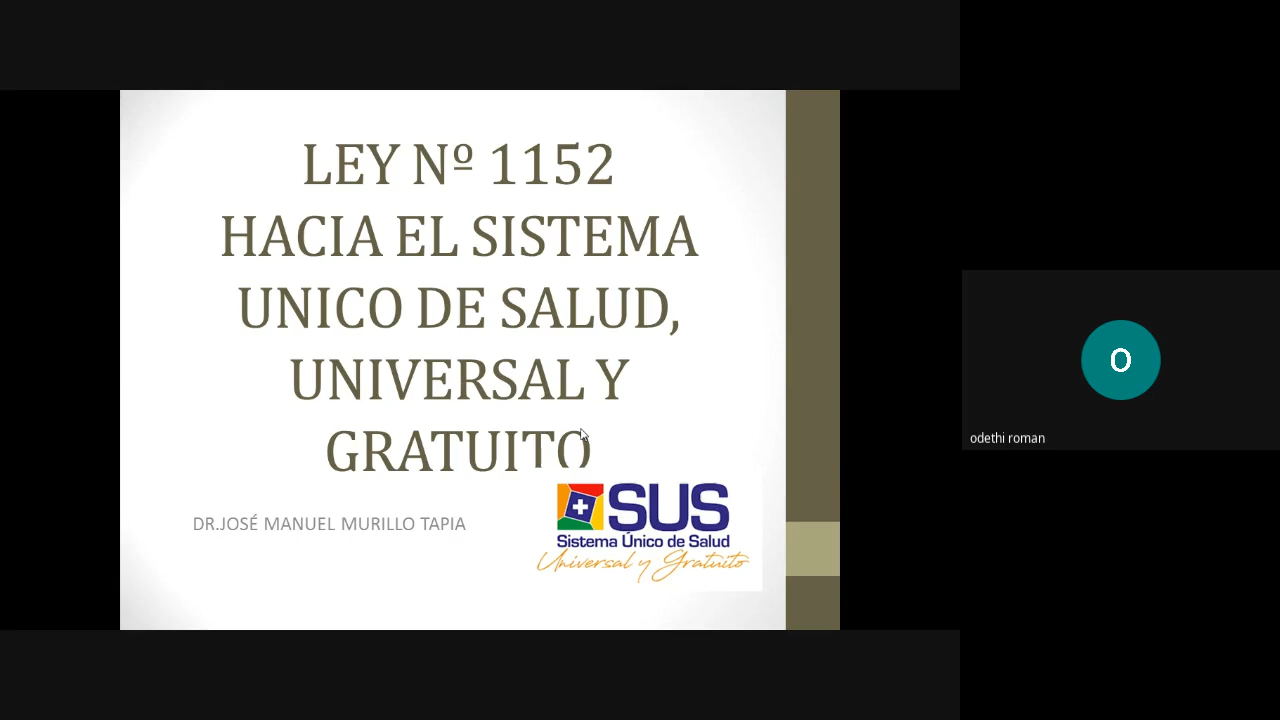 LEY Nº 1152
HACIA EL SISTEMA
UNICO DE SALUD,
UNIVERSAL Y
GRATUITO
DR.JOSÉ MANUEL MURILLO TAPIA
SUS
Sistema Único de Salud
Universal y Gratuito
O
odethi roman